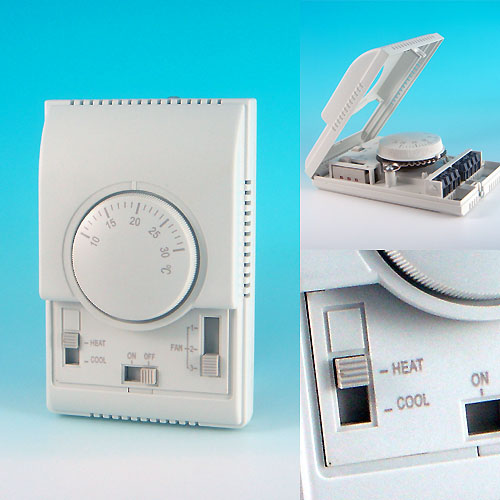 10 15 20 25 30 °C
HEAT
COOL
ON OFF
FAN
1
2
3
HEAT
COOL
ON